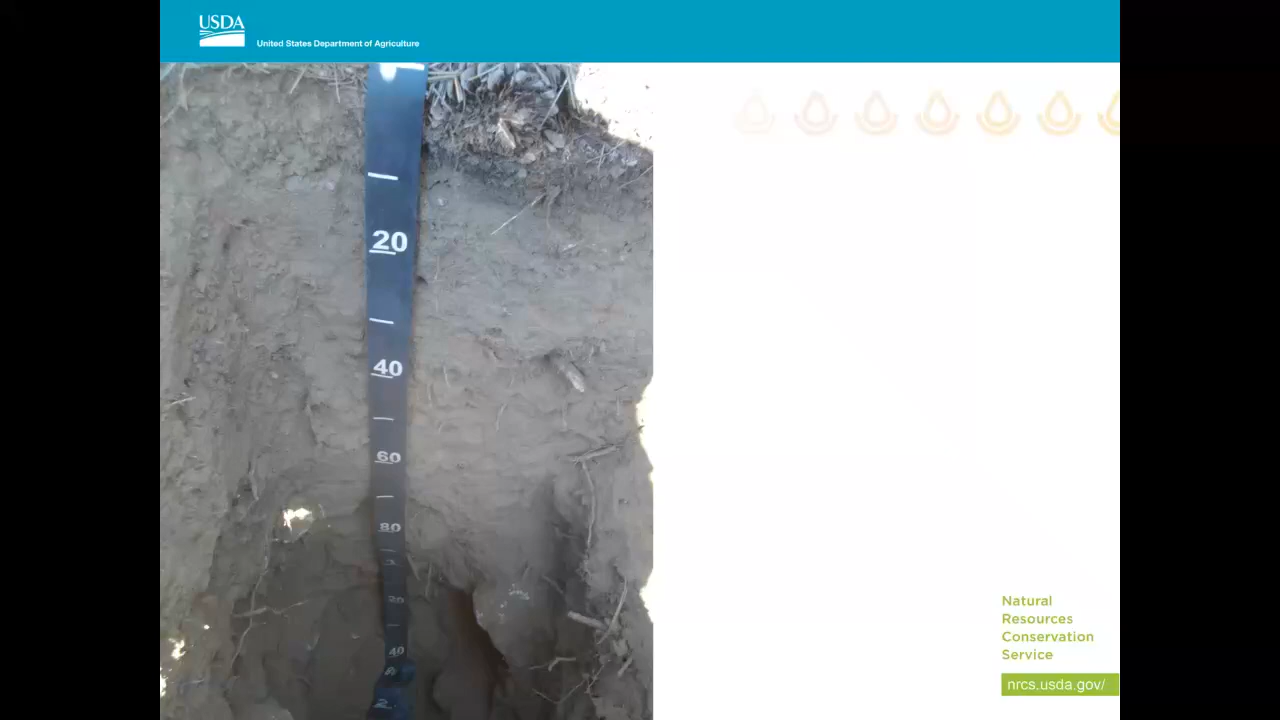 USDA
United States Department of Agriculture
20
40
60
80
20
40
2
Natural
Resources
Conservation
Service
nrcs.usda.gov/